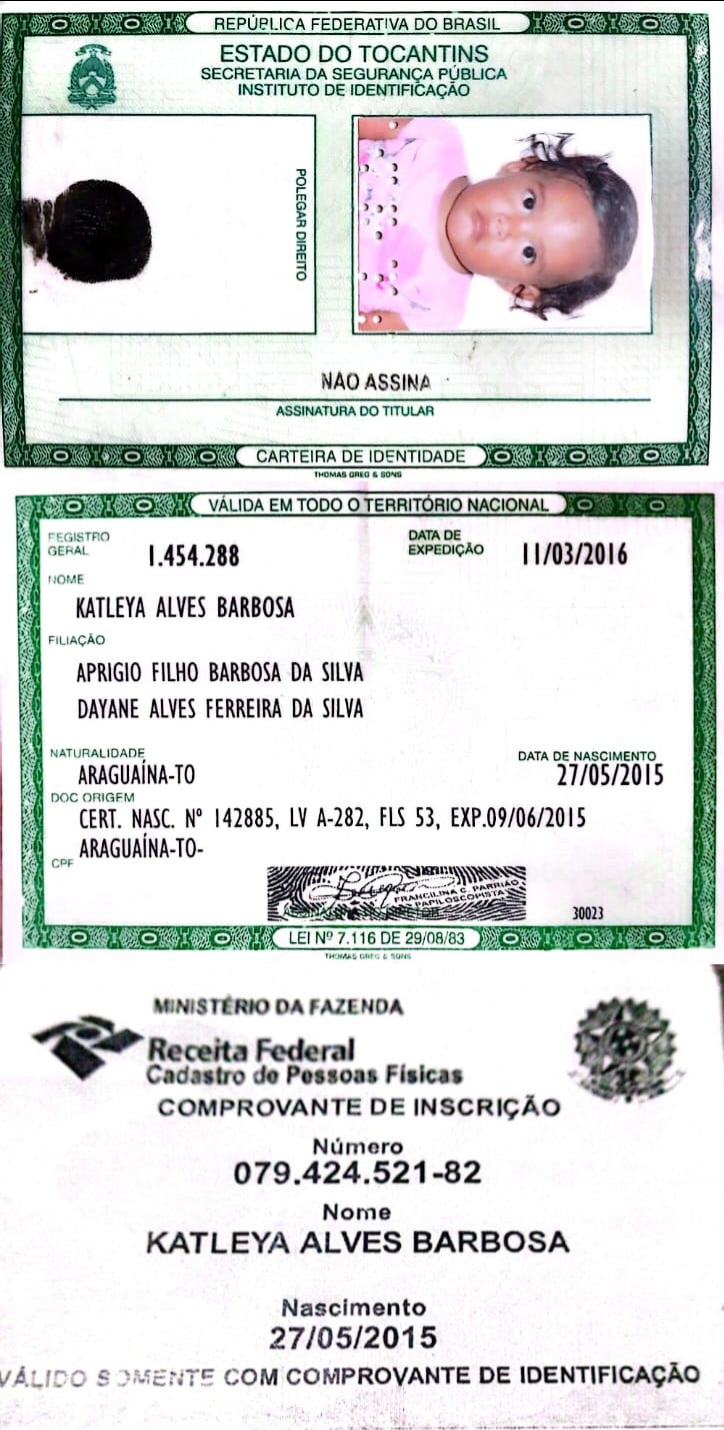 REPÚBLICA FEDERATIVA DO BRASIL
ESTADO DO TOCANTINS
SECRETARIA DA SEGURANÇA PÚBLICA
INSTITUTO DE IDENTIFICAÇÃO
POLEGAR DIREITO
NÃO ASSINA
ASSINATURA DO TITULAR
CARTEIRA DE IDENTIDADE
THOMAS GREG & SONS
VÁLIDA EM TODO O TERRITÓRIO NACIONAL
REGISTRO GERAL 1.454.288 DATA DE EXPEDIÇÃO 11/03/2016
NOME
KATLEYA ALVES BARBOSA
FILIAÇÃO
APRIGIO FILHO BARBOSA DA SILVA
DAYANE ALVES FERREIRA DA SILVA
NATURALIDADE DATA DE NASCIMENTO
ARAGUAÍNA-TO 27/05/2015
DOC ORIGEM
CERT. NASC. Nº 142885, LV A-282, FLS 53, EXP.09/06/2015
ARAGUAÍNA-TO-
CPF
FRANCILINA C. PARRIÃO
PAPILOSCOPISTA
ASSINATURA DO DIRETOR
30023
LEI Nº 7.116 DE 29/08/83
THOMAS GREG & SONS
MINISTÉRIO DA FAZENDA
Receita Federal
Cadastro de Pessoas Físicas
COMPROVANTE DE INSCRIÇÃO
Número
079.424.521-82
Nome
KATLEYA ALVES BARBOSA
Nascimento
27/05/2015
VÁLIDO SOMENTE COM COMPROVANTE DE IDENTIFICAÇÃO